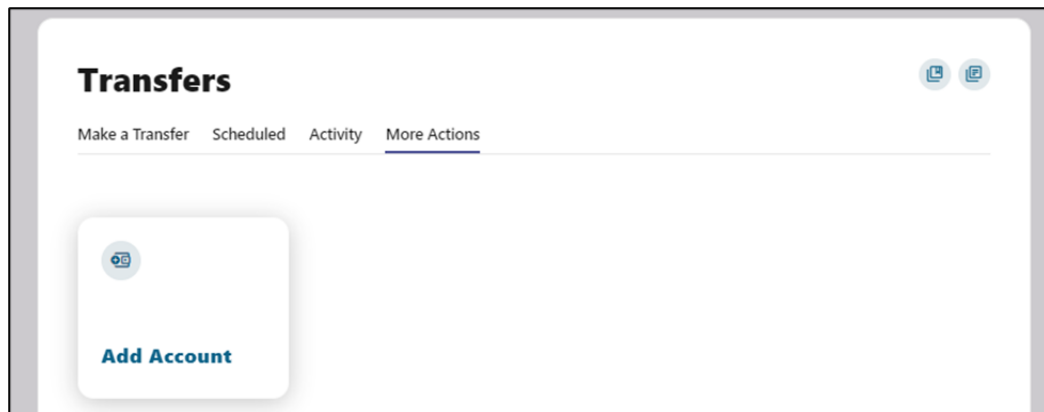 Transfers
Make a Transfer Scheduled Activity More Actions
Add Account